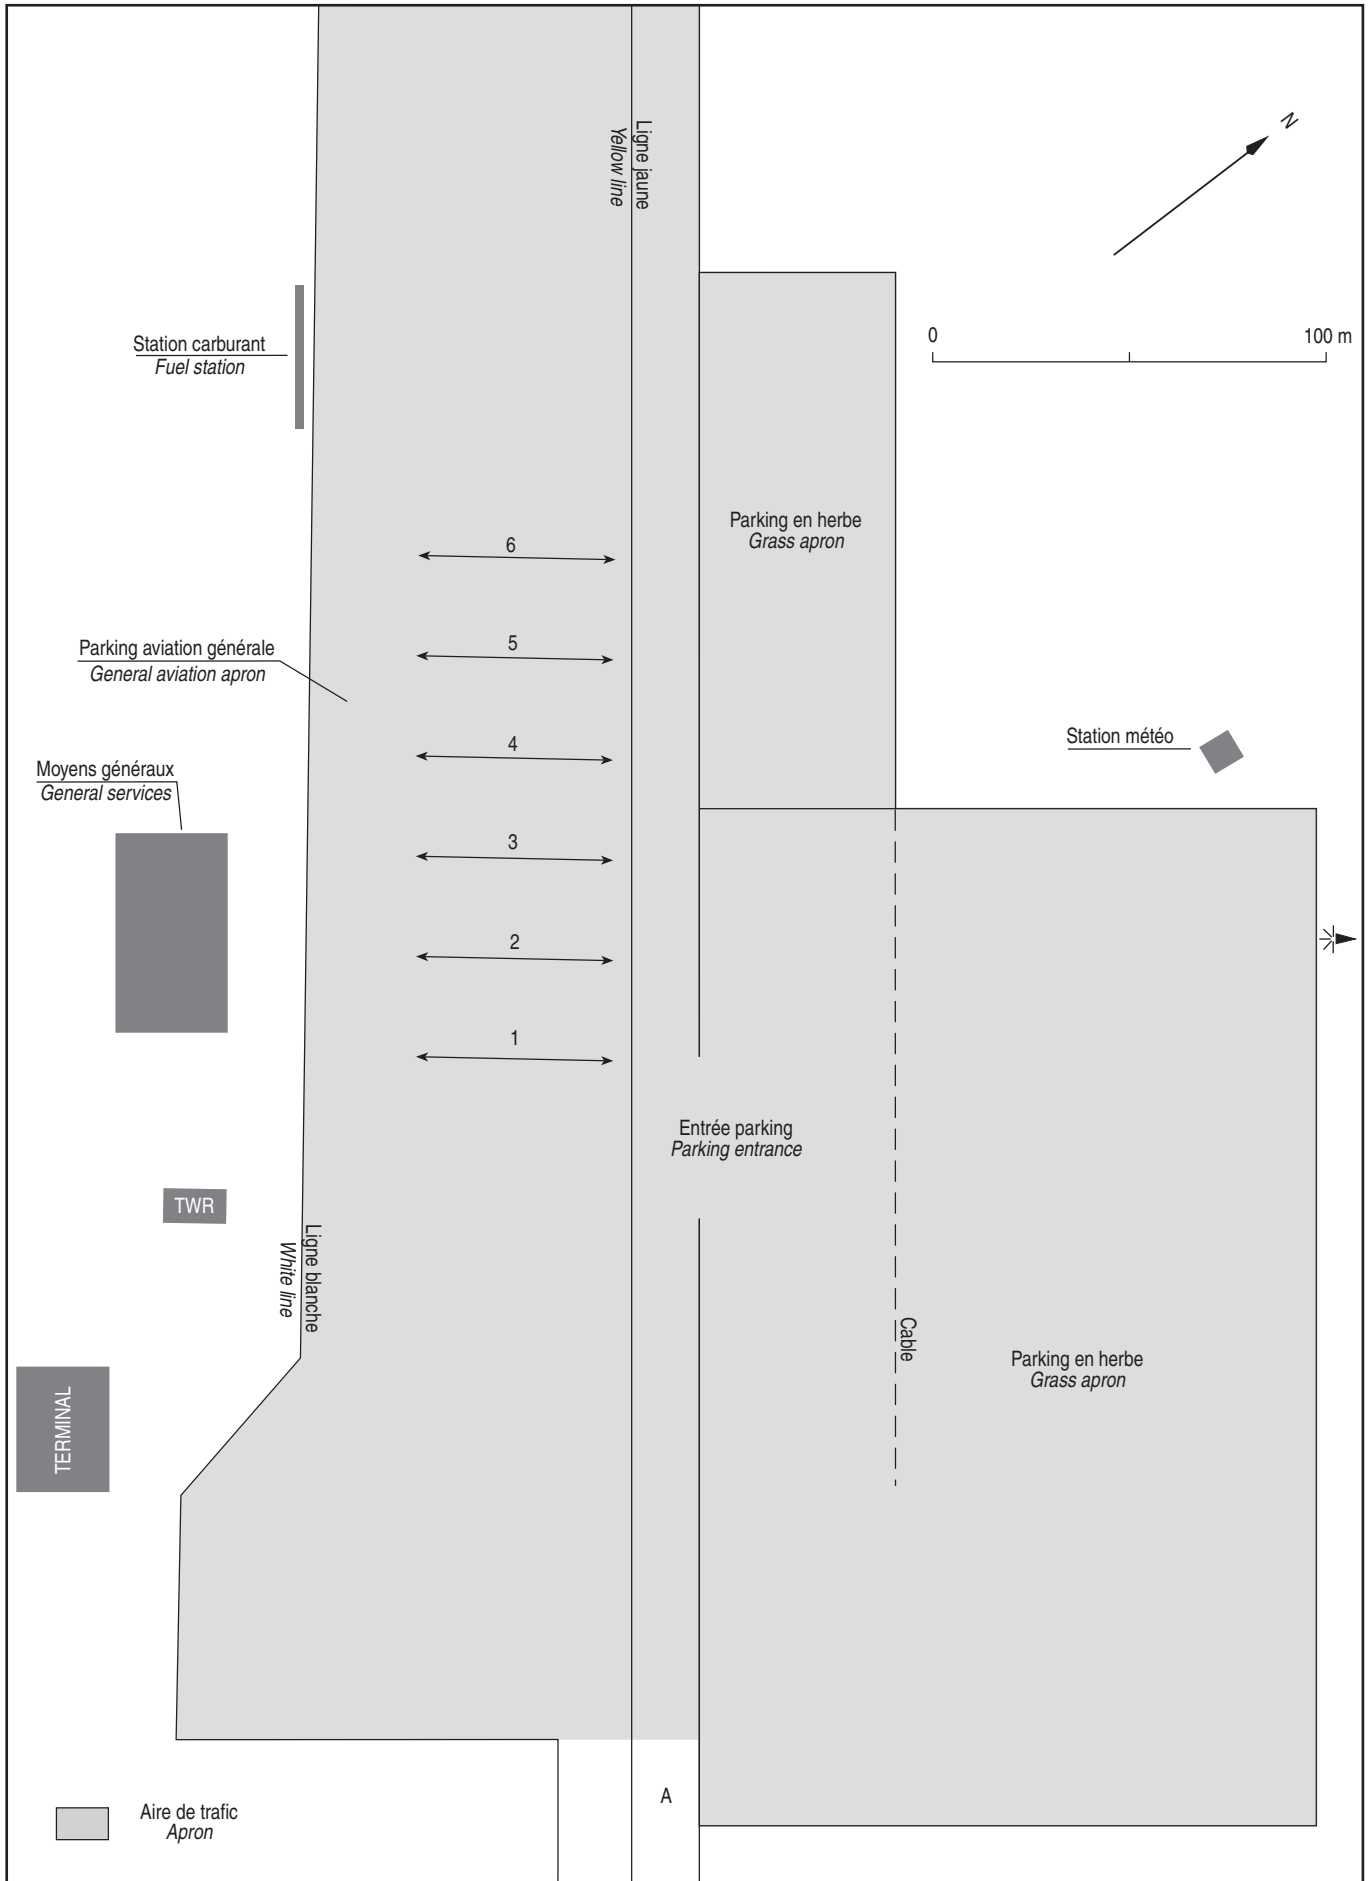 N
Ligne jaune
Yellow line
0
100 m
Station carburant
Fuel station
Parking en herbe
Grass apron
6
5
Parking aviation générale
General aviation apron
4
Station météo
Moyens généraux
General services
3
2
1
Entrée parking
Parking entrance
TWR
Ligne blanche
White line
Cable
Parking en herbe
Grass apron
TERMINAL
A
Aire de trafic
Apron